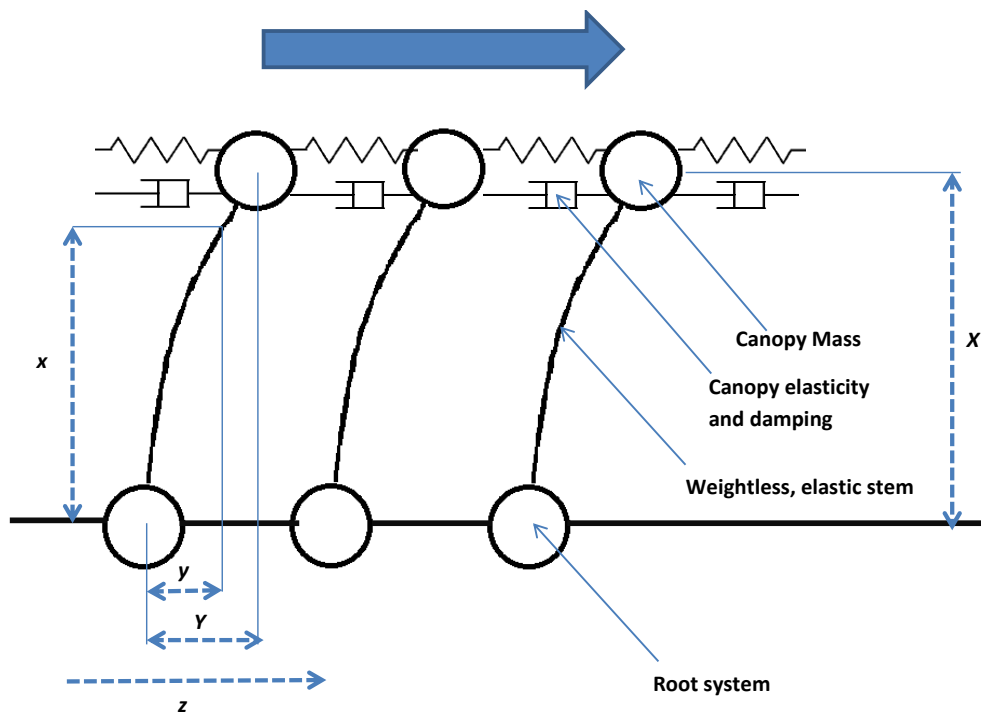 Canopy Mass
x
X
Canopy elasticity
and damping
Weightless, elastic stem
y
Y
Root system
z